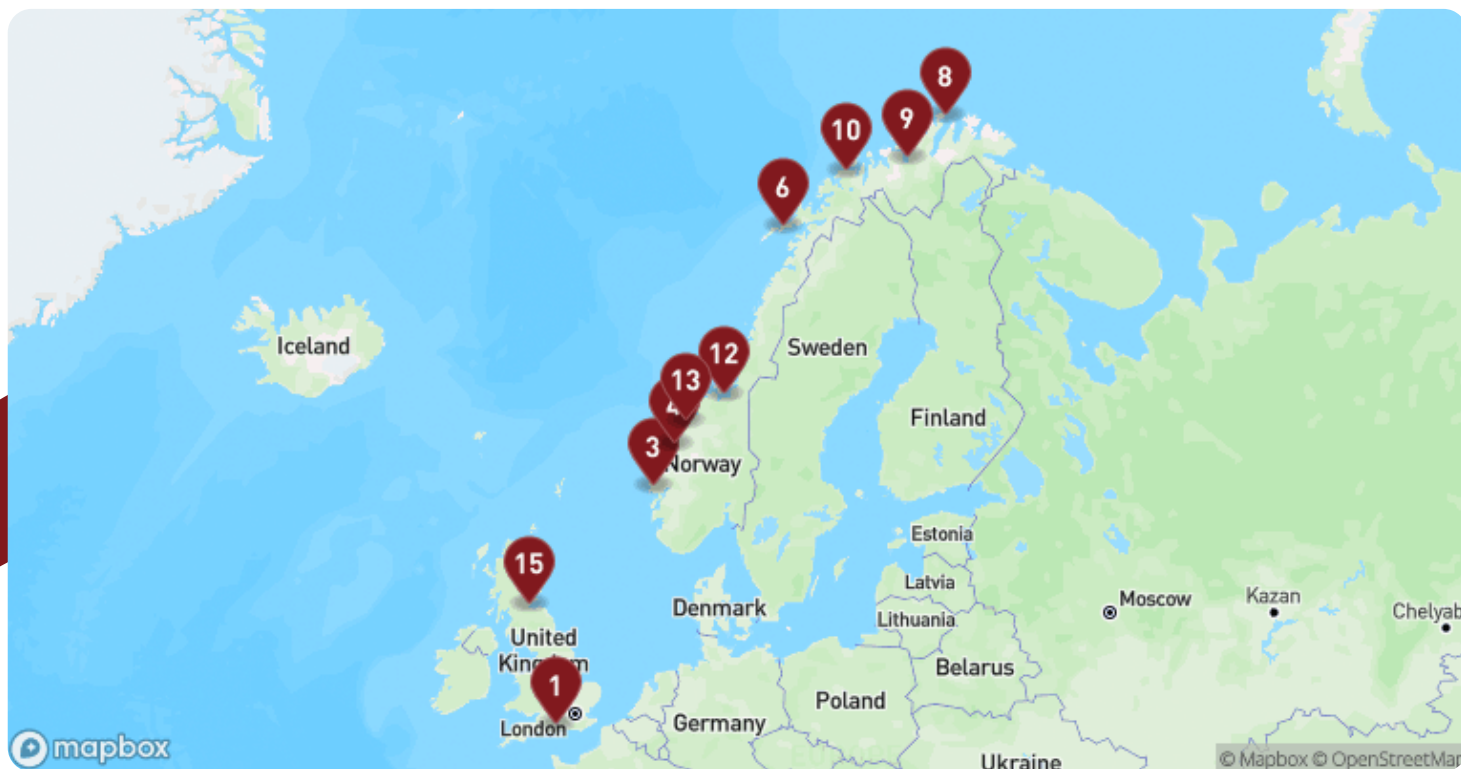 8
9
10
6
Iceland
12
Sweden
13
4
Finland
3
Norway
Estonia
15
Latvia
Denmark
Lithuania
Moscow
Kazan
Chelyab
United
Kingdom
Belarus
1
Poland
London
Germany
mapbox
Ukraine
© Mapbox © OpenStreetMap